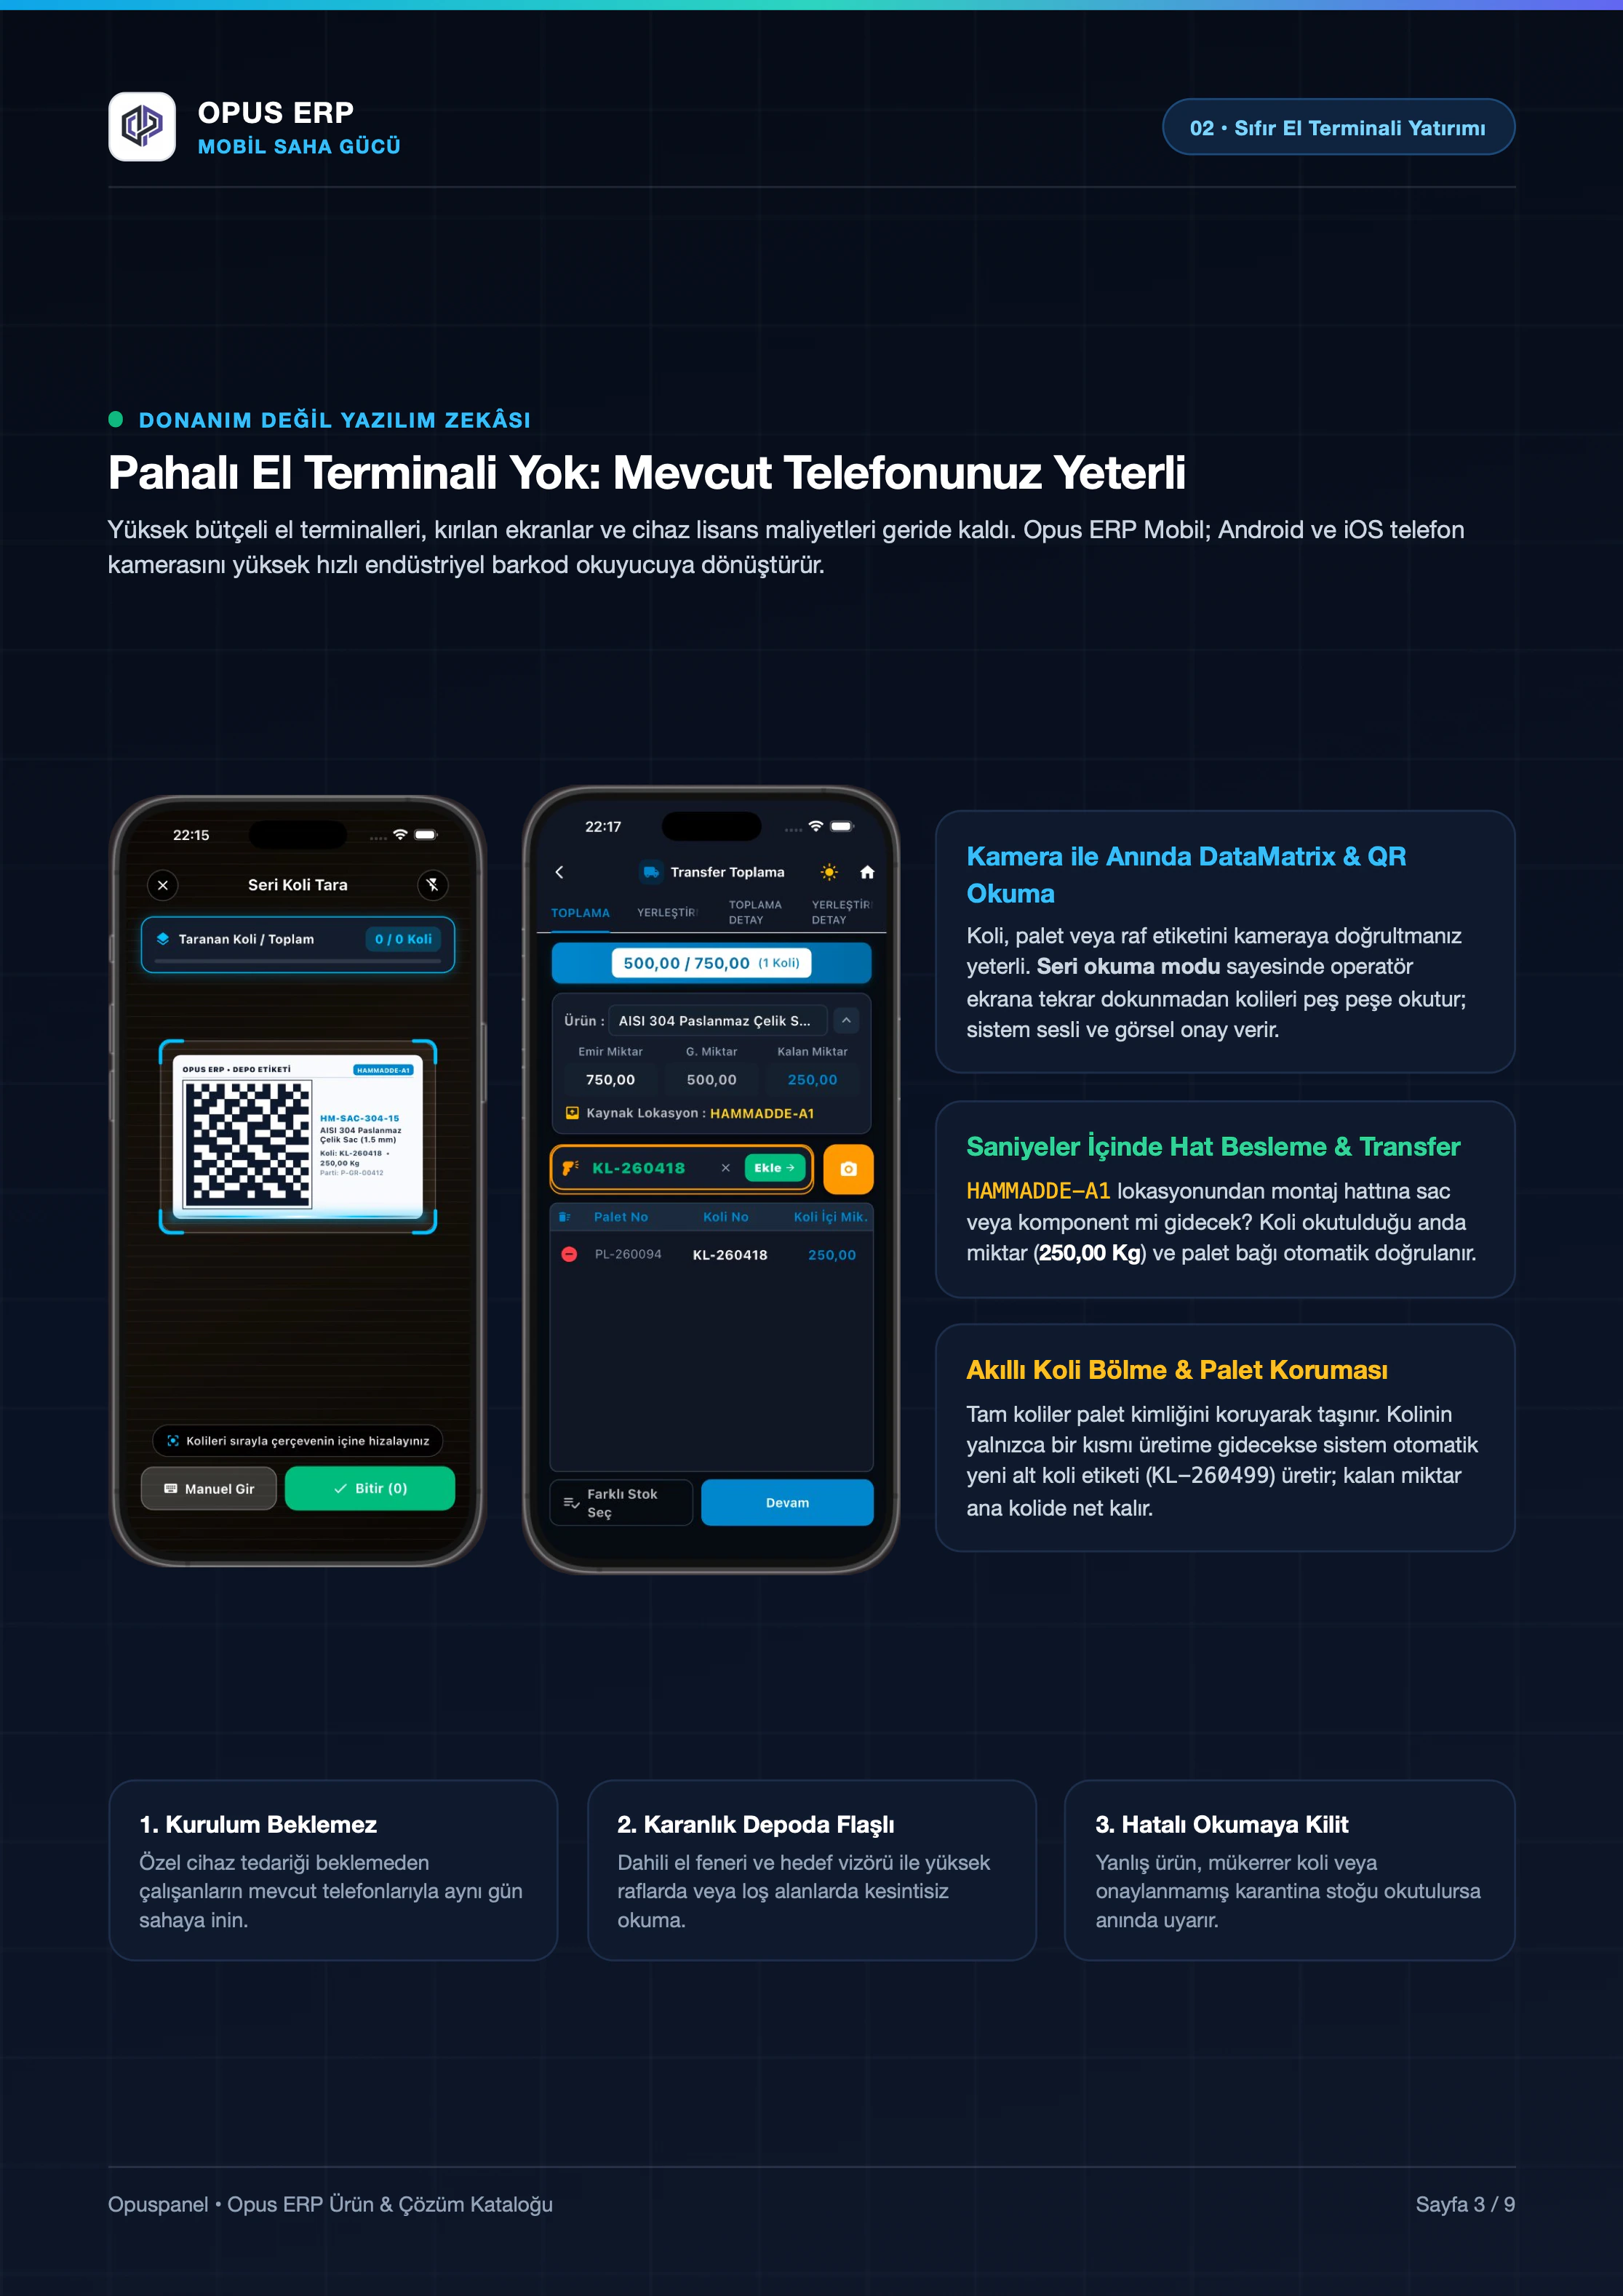 OPUS ERP
MOBİL SAHA GÜCÜ
02 • Sıfır El Terminali Yatırımı
DONANIM DEĞİL YAZILIM ZEKÂSI
Pahalı El Terminali Yok: Mevcut Telefonunuz Yeterli
Yüksek bütçeli el terminalleri, kırılan ekranlar ve cihaz lisans maliyetleri geride kaldı. Opus ERP Mobil; Android ve iOS telefon
kamerasını yüksek hızlı endüstriyel barkod okuyucuya dönüştürür.
22:15
Seri Koli Tara
Taranan Koli / Toplam
0 / 0 Koli
OPUS ERP • DEPO ETİKETİ
HAMMADDE-A1
HM-SAC-304-15
AISI 304 Paslanmaz
Çelik Sac (1.5 mm)
Koli: KL-260418 •
250,00 Kg
Parti: P-GR-00412
Kolileri sırayla çerçevenin içine hizalayınız
Manuel Gir
Bitir (0)
22:17
Transfer Toplama
TOPLAMA
YERLEŞTİR
TOPLAMA
DETAY
YERLEŞTİR
DETAY
500,00 / 750,00 (1 Koli)
Ürün : AISI 304 Paslanmaz Çelik S...
Emir Miktar
G. Miktar
Kalan Miktar
750,00
500,00
250,00
Kaynak Lokasyon : HAMMADDE-A1
KL-260418
Ekle →
Palet No
Koli No
Koli İçi Mik.
PL-260094
KL-260418
250,00
Farklı Stok
Seç
Devam
Kamera ile Anında DataMatrix & QR
Okuma
Koli, palet veya raf etiketini kameraya doğrultmanız
yeterli. Seri okuma modu sayesinde operatör
ekrana tekrar dokunmadan kolileri peş peşe okutur;
sistem sesli ve görsel onay verir.
Saniyeler İçinde Hat Besleme & Transfer
HAMMADDE–A1 lokasyonundan montaj hattına sac
veya komponent mi gidecek? Koli okutulduğu anda
miktar (250,00 Kg) ve palet bağı otomatik doğrulanır.
Akıllı Koli Bölme & Palet Koruması
Tam koliler palet kimliğini koruyarak taşınır. Kolinin
yalnızca bir kısmı üretime gidecekse sistem otomatik
yeni alt koli etiketi (KL–260499) üretir; kalan miktar
ana kolide net kalır.
1. Kurulum Beklemez
Özel cihaz tedariği beklemeden
çalışanların mevcut telefonlarıyla aynı gün
sahaya inin.
2. Karanlık Depoda Flaşlı
Dahili el feneri ve hedef vizörü ile yüksek
raflarda veya loş alanlarda kesintisiz
okuma.
3. Hatalı Okumaya Kilit
Yanlış ürün, mükerrer koli veya
onaylanmamış karantina stoğu okutulursa
anında uyarır.
Opuspanel • Opus ERP Ürün & Çözüm Kataloğu
Sayfa 3 / 9